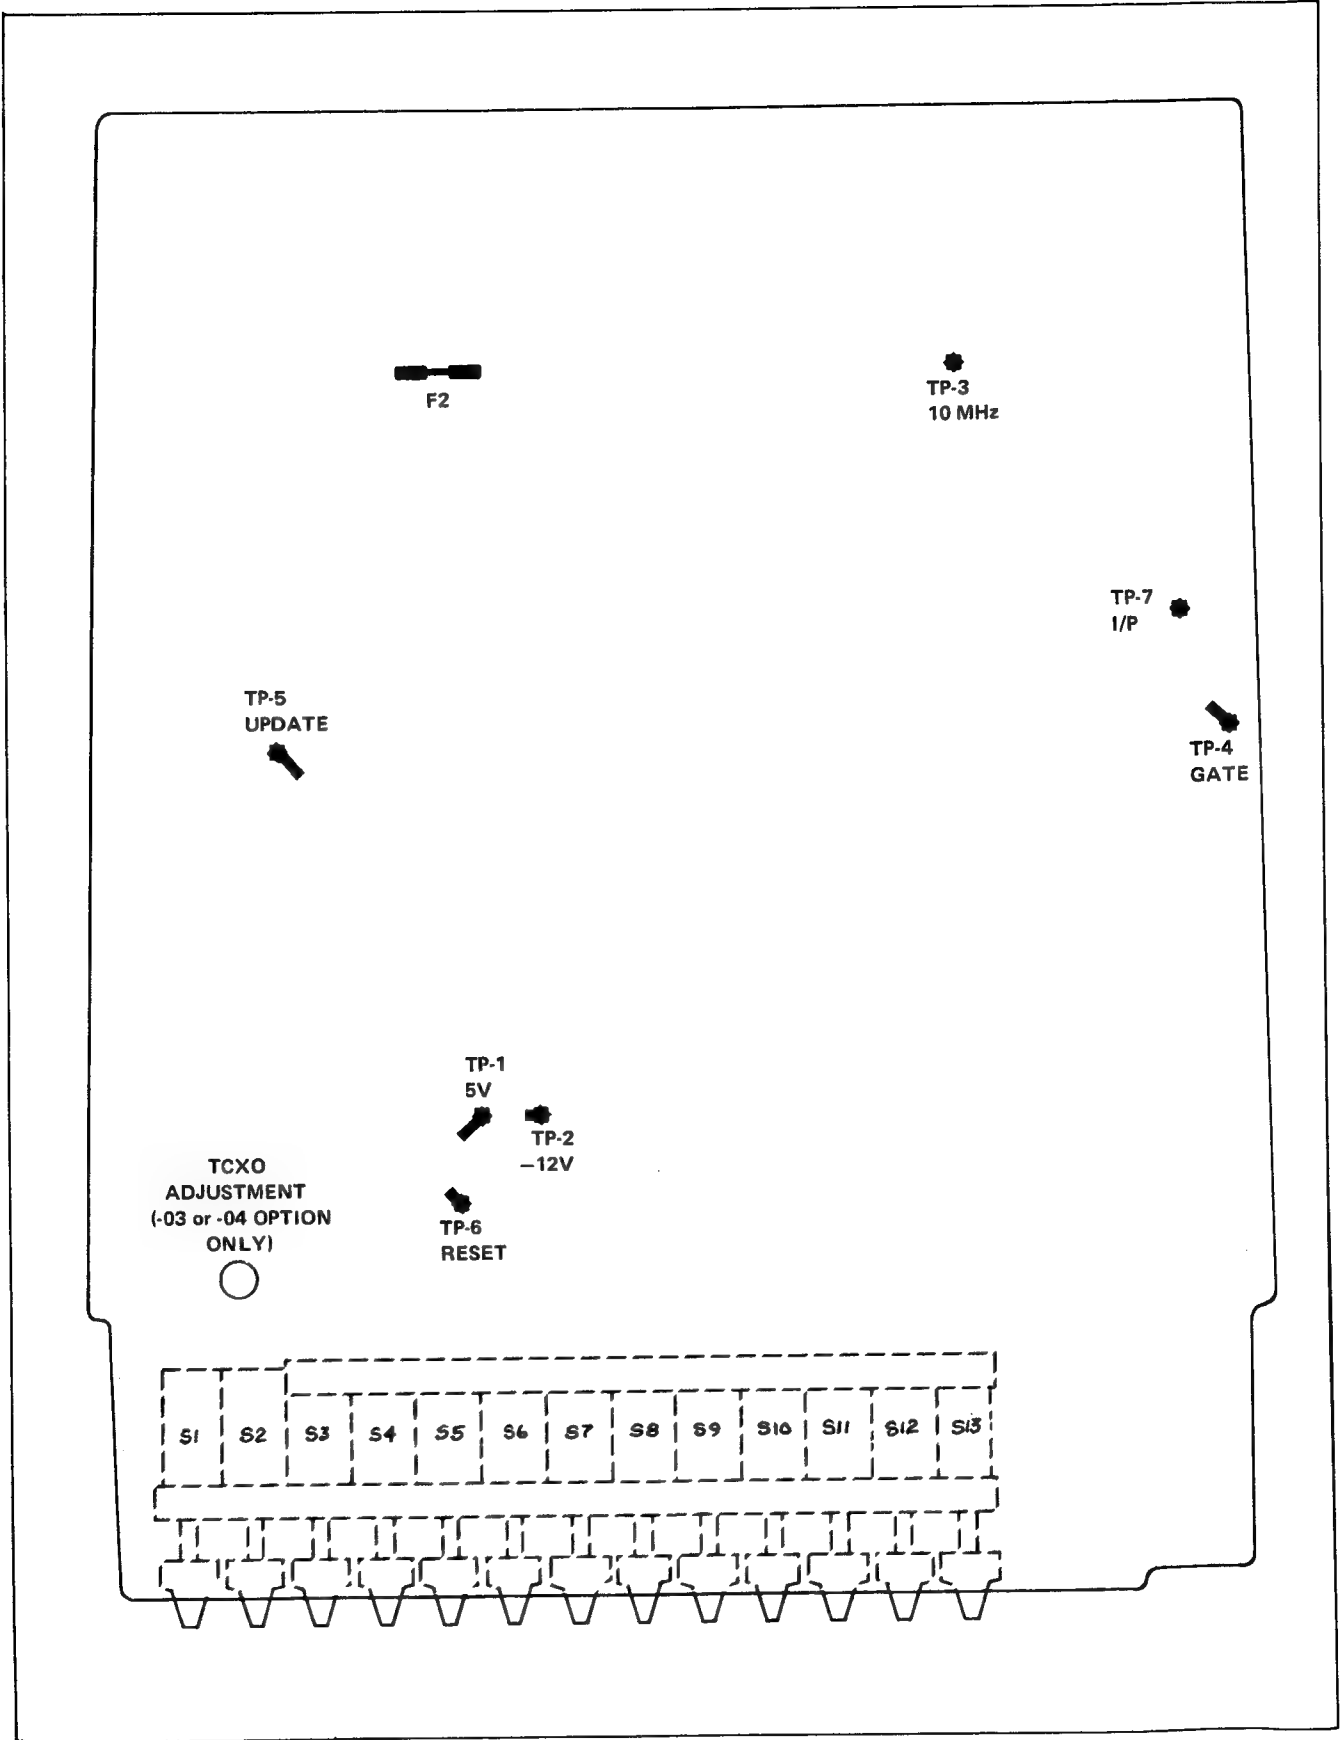 F2
TP-3
10 MHz
TP-7
I/P
TP-5
UPDATE
TP-4
GATE
TP-1
5V
TP-2
–12V
TCXO
ADJUSTMENT
(-03 or -04 OPTION
ONLY)
TP-6
RESET
S1 S2 S3 S4 S5 S6 S7 S8 S9 S10 S11 S12 S13